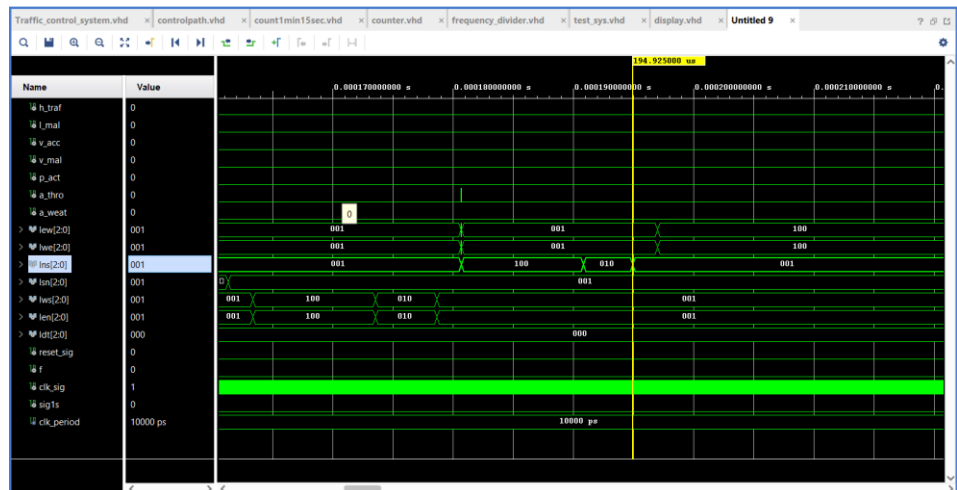 Traffic_control_system.vhd × controlpath.vhd × count1min15sec.vhd × counter.vhd × frequency_divider.vhd × test_sys.vhd × display.vhd × Untitled 9 × ?
194.925000 us
Name Value
0.000170000000 s 0.000180000000 s 0.000190000000 s 0.000200000000 s 0.000210000000 s 0.
h_traf 0
l_mal 0
v_acc 0
v_mal 0
p_act 0
a_thro 0
a_weat 0 0
lew[2:0] 001 001 001 100
lwe[2:0] 001 001 001 100
lns[2:0] 001 001 100 010 001
lsn[2:0] 001 001
lws[2:0] 001 001 100 010 001
len[2:0] 001 001 100 010 001
ldt[2:0] 000 000
reset_sig 0
f 0
clk_sig 1
sig1s 0
clk_period 10000 ps 10000 ps